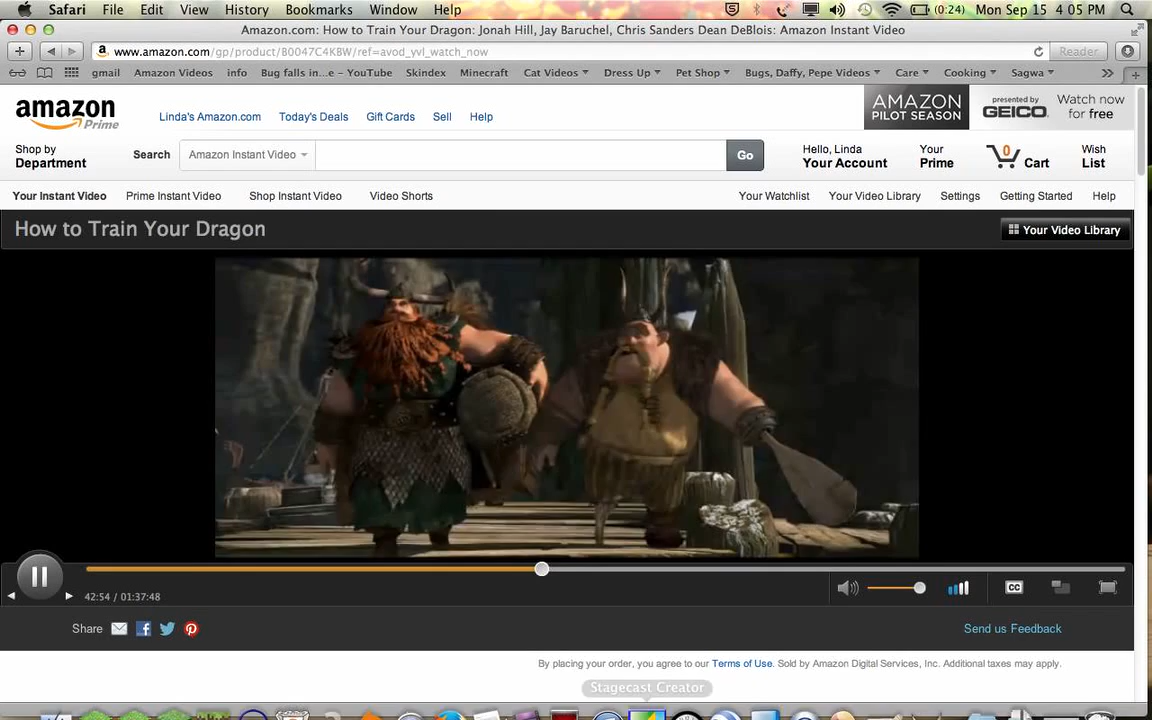 Safari File Edit View History Bookmarks Window Help (0:24) Mon Sep 15 4:05 PM
Amazon.com: How to Train Your Dragon: Jonah Hill, Jay Baruchel, Chris Sanders Dean DeBlois: Amazon Instant Video
www.amazon.com/gp/product/B0047C4KBW/ref=avod_yvl_watch_now Reader
gmail Amazon Videos info Bug falls in...e – YouTube Skindex Minecraft Cat Videos Dress Up Pet Shop Bugs, Daffy, Pepe Videos Care Cooking Sagwa
amazon Prime
Linda's Amazon.com Today's Deals Gift Cards Sell Help
AMAZON PILOT SEASON
presented by GEICO
Watch now for free
Shop by Department
Search Amazon Instant Video Go
Hello, Linda Your Account
Your Prime
0 Cart
Wish List
Your Instant Video Prime Instant Video Shop Instant Video Video Shorts Your Watchlist Your Video Library Settings Getting Started Help
How to Train Your Dragon Your Video Library
42:54 / 01:37:48 CC
Share Send us Feedback
By placing your order, you agree to our Terms of Use. Sold by Amazon Digital Services, Inc. Additional taxes may apply.
Stagecast Creator